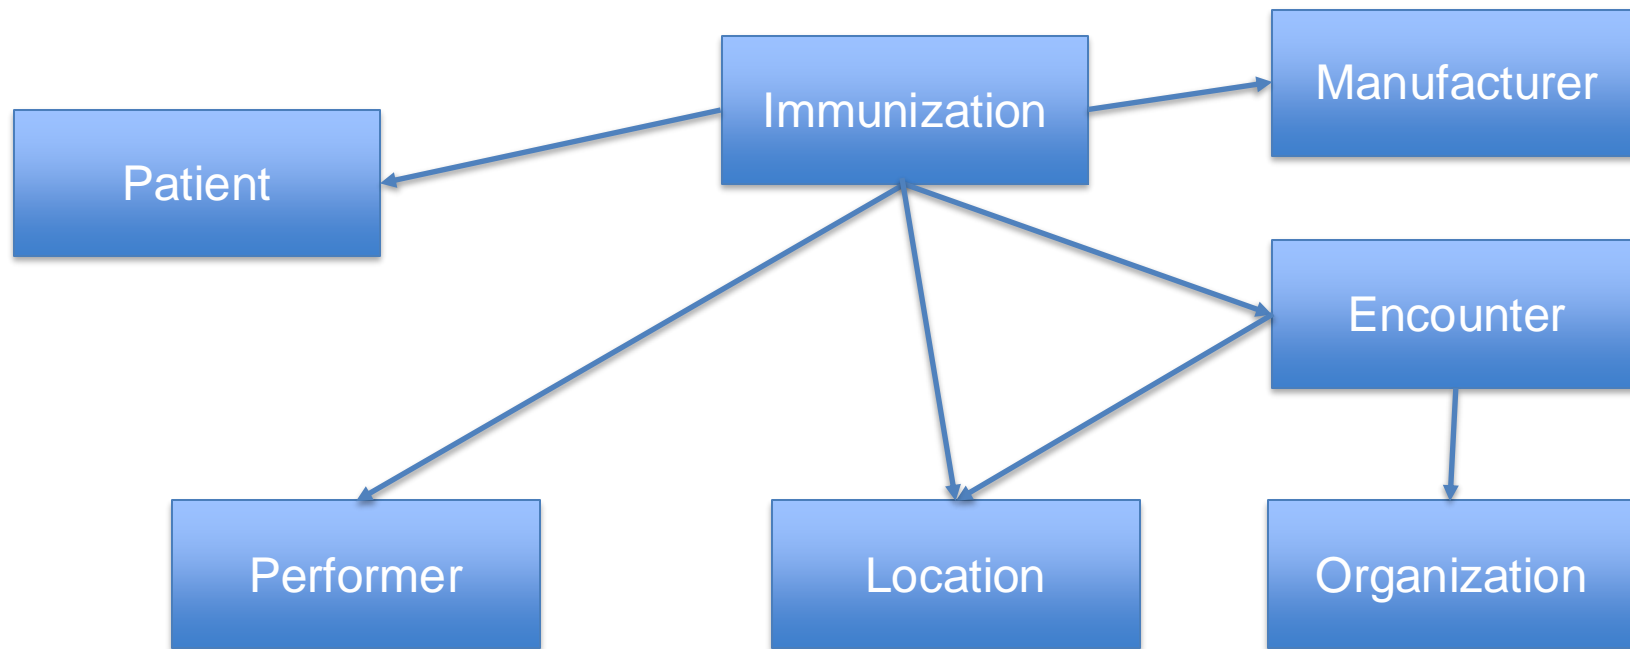 Immunization
Manufacturer
Patient
Encounter
Performer
Location
Organization